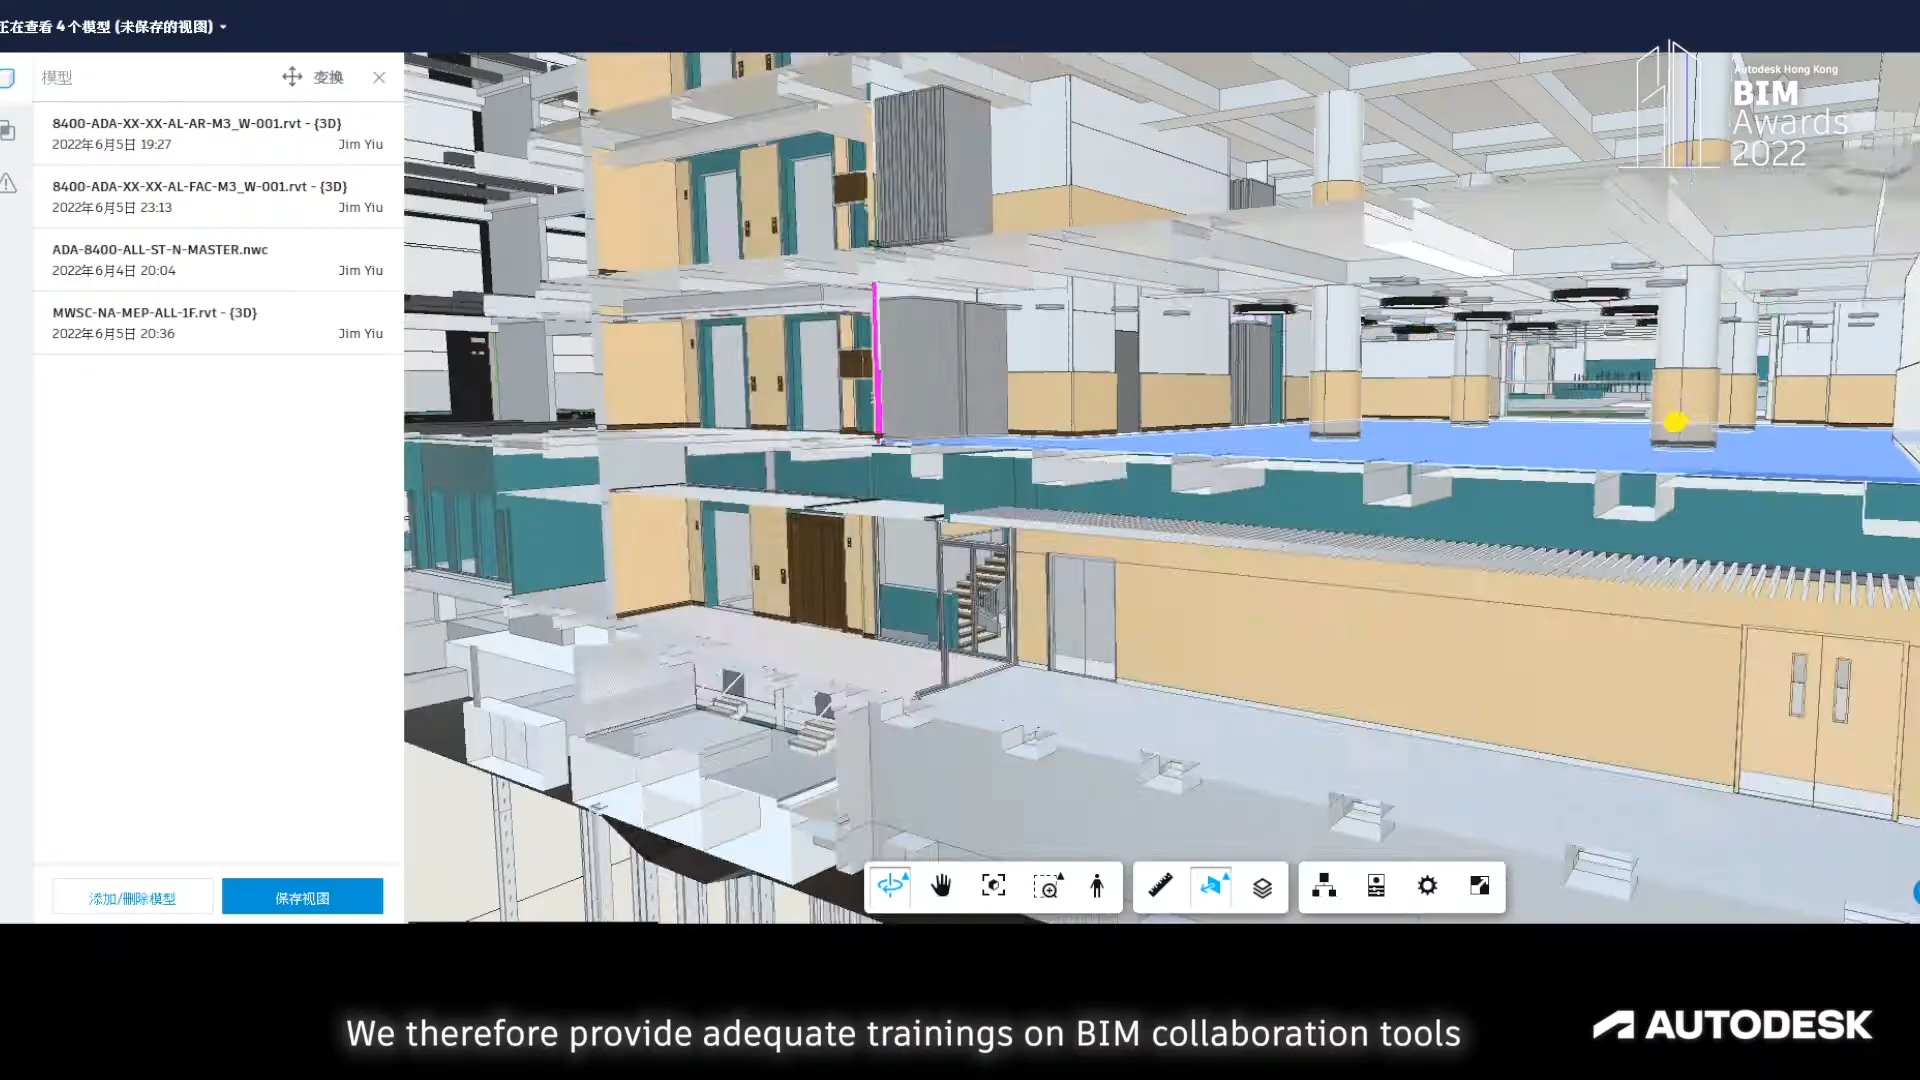 正在查看 4 个模型 (未保存的视图)
模型
变换
8400-ADA-XX-XX-AL-AR-M3_W-001.rvt - {3D}
2022年6月5日 19:27
Jim Yiu
8400-ADA-XX-XX-AL-FAC-M3_W-001.rvt - {3D}
2022年6月5日 23:13
Jim Yiu
ADA-8400-ALL-ST-N-MASTER.nwc
2022年6月4日 20:04
Jim Yiu
MWSC-NA-MEP-ALL-1F.rvt - {3D}
2022年6月5日 20:36
Jim Yiu
添加/删除模型
保存视图
Autodesk Hong Kong
BIM
Awards
2022
We therefore provide adequate trainings on BIM collaboration tools
AUTODESK